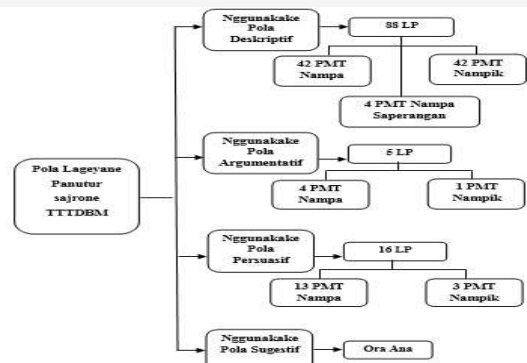 Nggunakake
Pola
Deskriptif
88 LP
42 PMT
Nampa
42 PMT
Nampik
4 PMT Nampa
Saperangan
Pola Lageyane
Panutur
sajrone
TTTDBM
Nggunakake
Pola
Argumentatif
5 LP
4 PMT
Nampa
1 PMT
Nampik
Nggunakake
Pola
Persuasif
16 LP
13 PMT
Nampa
3 PMT
Nampik
Nggunakake
Pola Sugestif
Ora Ana